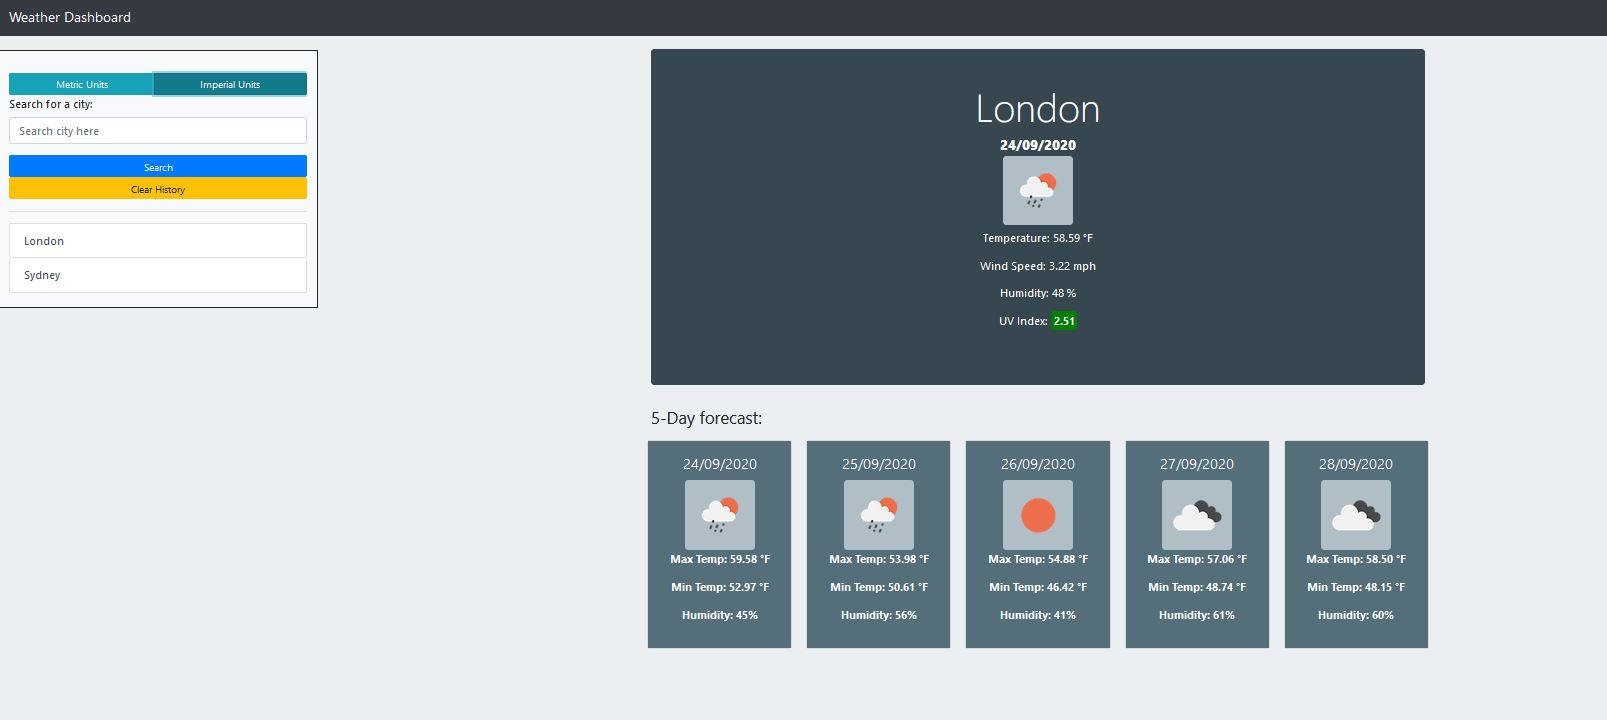 Weather Dashboard
Metric Units
Imperial Units
Search for a city:
Search city here
Search
Clear History
London
Sydney
London
24/09/2020
Temperature: 58.59 °F
Wind Speed: 3.22 mph
Humidity: 48 %
UV Index: 2.51
5-Day forecast:
24/09/2020
Max Temp: 59.58 °F
Min Temp: 52.97 °F
Humidity: 45%
25/09/2020
Max Temp: 53.98 °F
Min Temp: 50.61 °F
Humidity: 56%
26/09/2020
Max Temp: 54.88 °F
Min Temp: 46.42 °F
Humidity: 41%
27/09/2020
Max Temp: 57.06 °F
Min Temp: 48.74 °F
Humidity: 61%
28/09/2020
Max Temp: 58.50 °F
Min Temp: 48.15 °F
Humidity: 60%